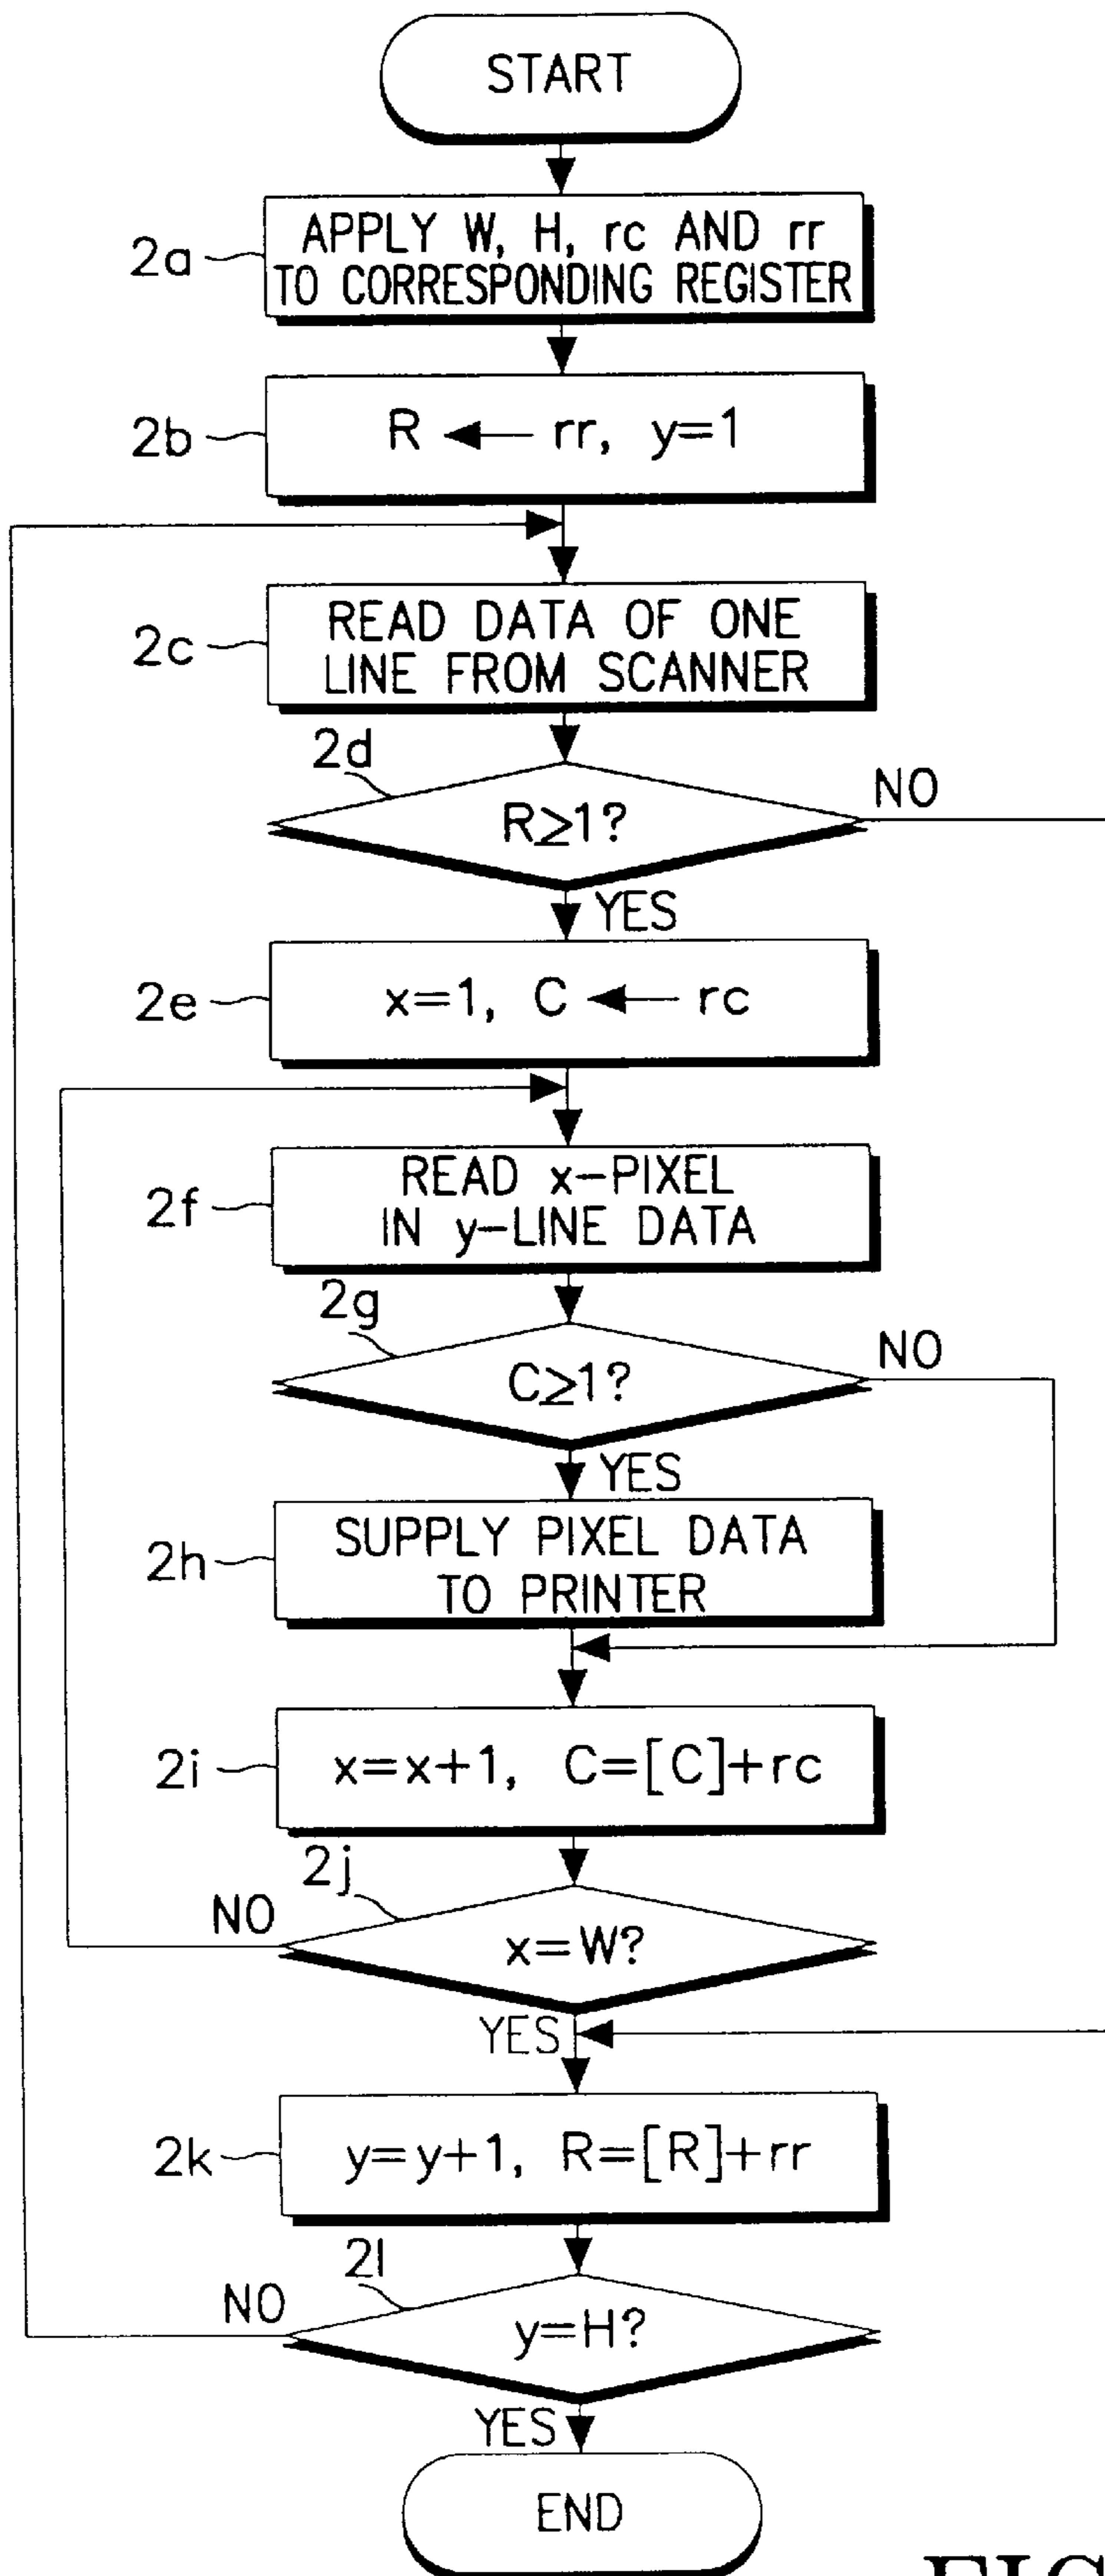 START
2a
APPLY W, H, rc AND rr
TO CORRESPONDING REGISTER
2b
R ← rr, y=1
2c
READ DATA OF ONE
LINE FROM SCANNER
2d
R≥1?
NO
YES
2e
x=1, C ← rc
2f
READ x-PIXEL
IN y-LINE DATA
2g
C≥1?
NO
YES
2h
SUPPLY PIXEL DATA
TO PRINTER
2i
x=x+1, C=[C]+rc
2j
NO
x=W?
YES
2k
y=y+1, R=[R]+rr
2l
NO
y=H?
YES
END